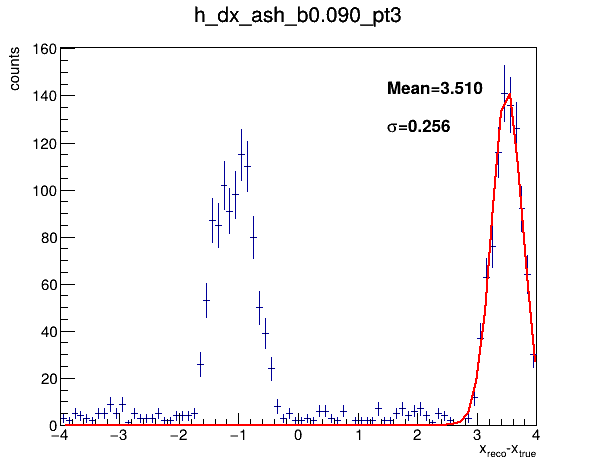 h_dx_ash_b0.090_pt3
counts
160
140
120
100
80
60
40
20
0
Mean=3.510
σ=0.256
−4 −3 −2 −1 0 1 2 3 4
x_reco-x_true